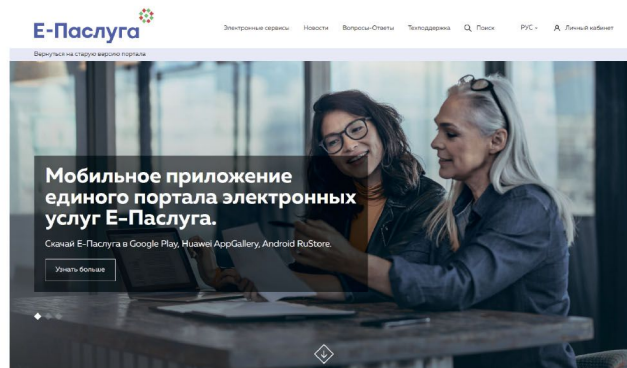 Е-Паслуга
Электронные сервисы Новости Вопросы-Ответы Техподдержка Поиск РУС Личный кабинет
Вернуться на старую версию портала
Мобильное приложение
единого портала электронных
услуг Е-Паслуга.
Скачай Е-Паслуга в Google Play, Huawei AppGallery, Android RuStore.
Узнать больше